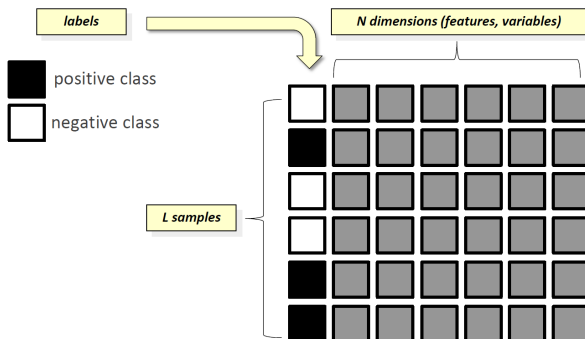 labels
N dimensions (features, variables)
positive class
negative class
L samples